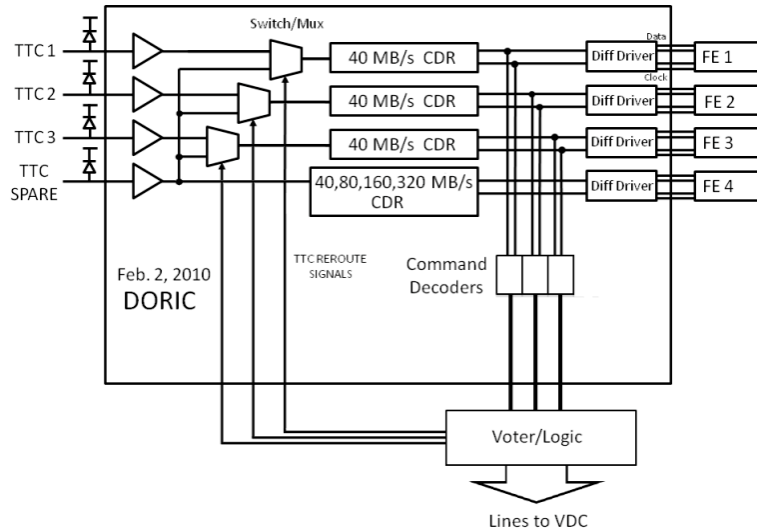 Switch/Mux
TTC 1
40 MB/s CDR
Data
Diff Driver
FE 1
Clock
TTC 2
40 MB/s CDR
Diff Driver
FE 2
TTC 3
40 MB/s CDR
Diff Driver
FE 3
TTC
SPARE
40,80,160,320 MB/s
CDR
Diff Driver
FE 4
Feb. 2, 2010
DORIC
TTC REROUTE
SIGNALS
Command
Decoders
Voter/Logic
Lines to VDC